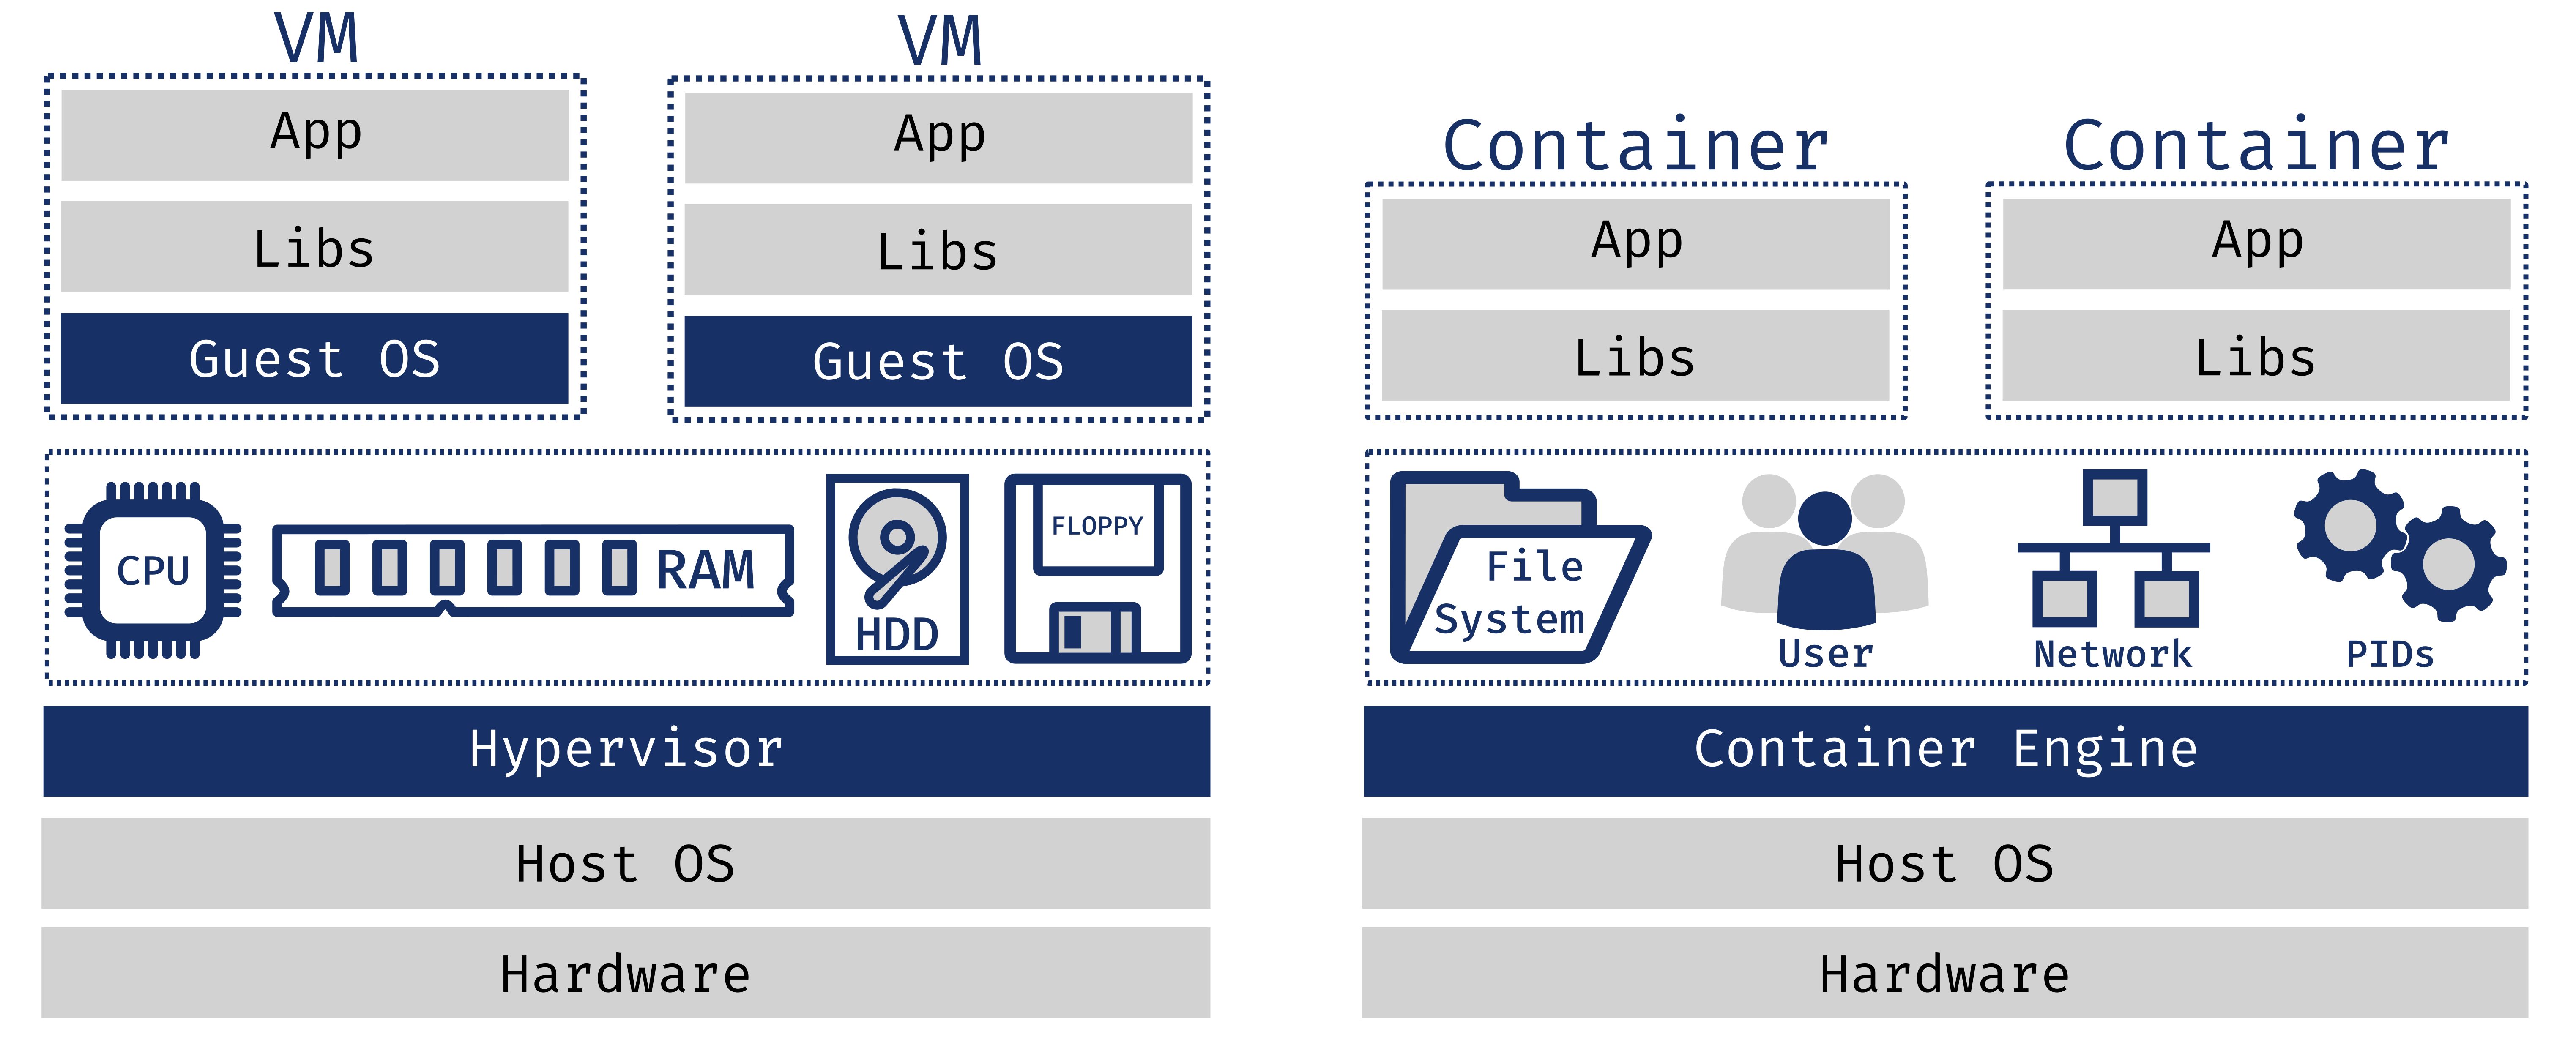 VM
App
Libs
Guest OS
VM
App
Libs
Guest OS
CPU
RAM
HDD
FLOPPY
Hypervisor
Host OS
Hardware
Container
App
Libs
Container
App
Libs
File
System
User
Network
PIDs
Container Engine
Host OS
Hardware